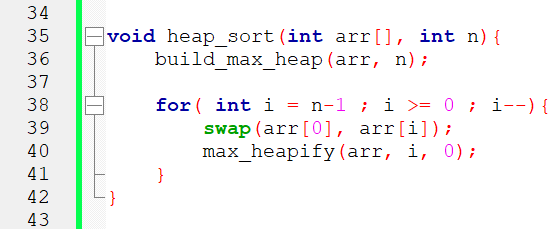 34
35 void heap_sort(int arr[], int n){
36     build_max_heap(arr, n);
37
38     for( int i = n-1 ; i >= 0 ; i--){
39         swap(arr[0], arr[i]);
40         max_heapify(arr, i, 0);
41     }
42 }
43